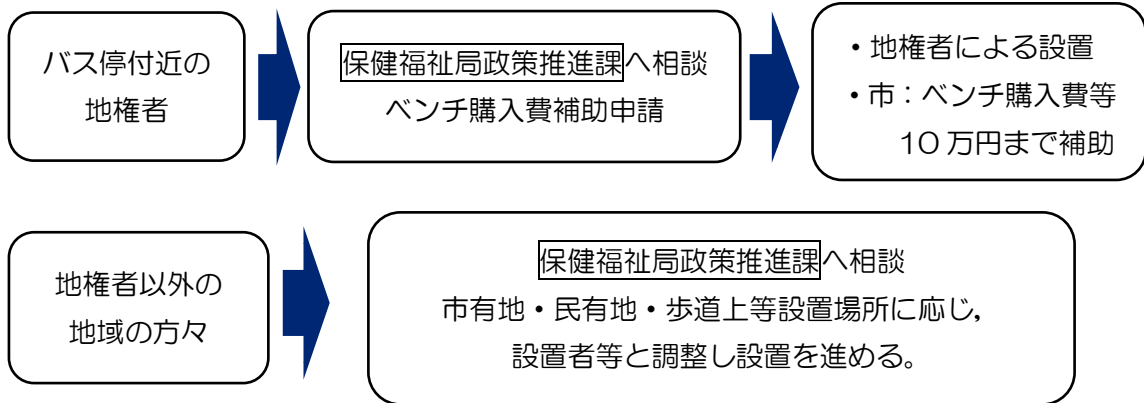 バス停付近の
地権者
保健福祉局政策推進課へ相談
ベンチ購入費補助申請
・地権者による設置
・市：ベンチ購入費等
10万円まで補助
地権者以外の
地域の方々
保健福祉局政策推進課へ相談
市有地・民有地・歩道上等設置場所に応じ，
設置者等と調整し設置を進める。